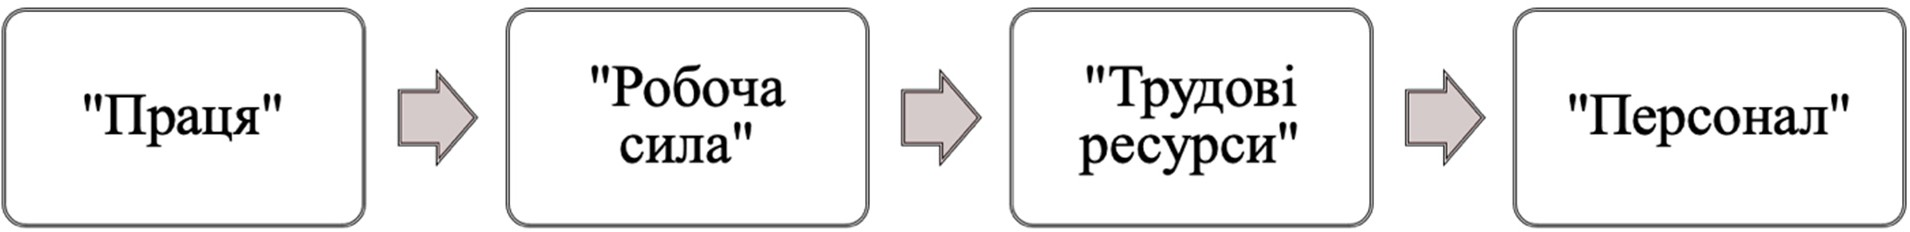 "Праця"
"Робоча
сила"
"Трудові
ресурси"
"Персонал"